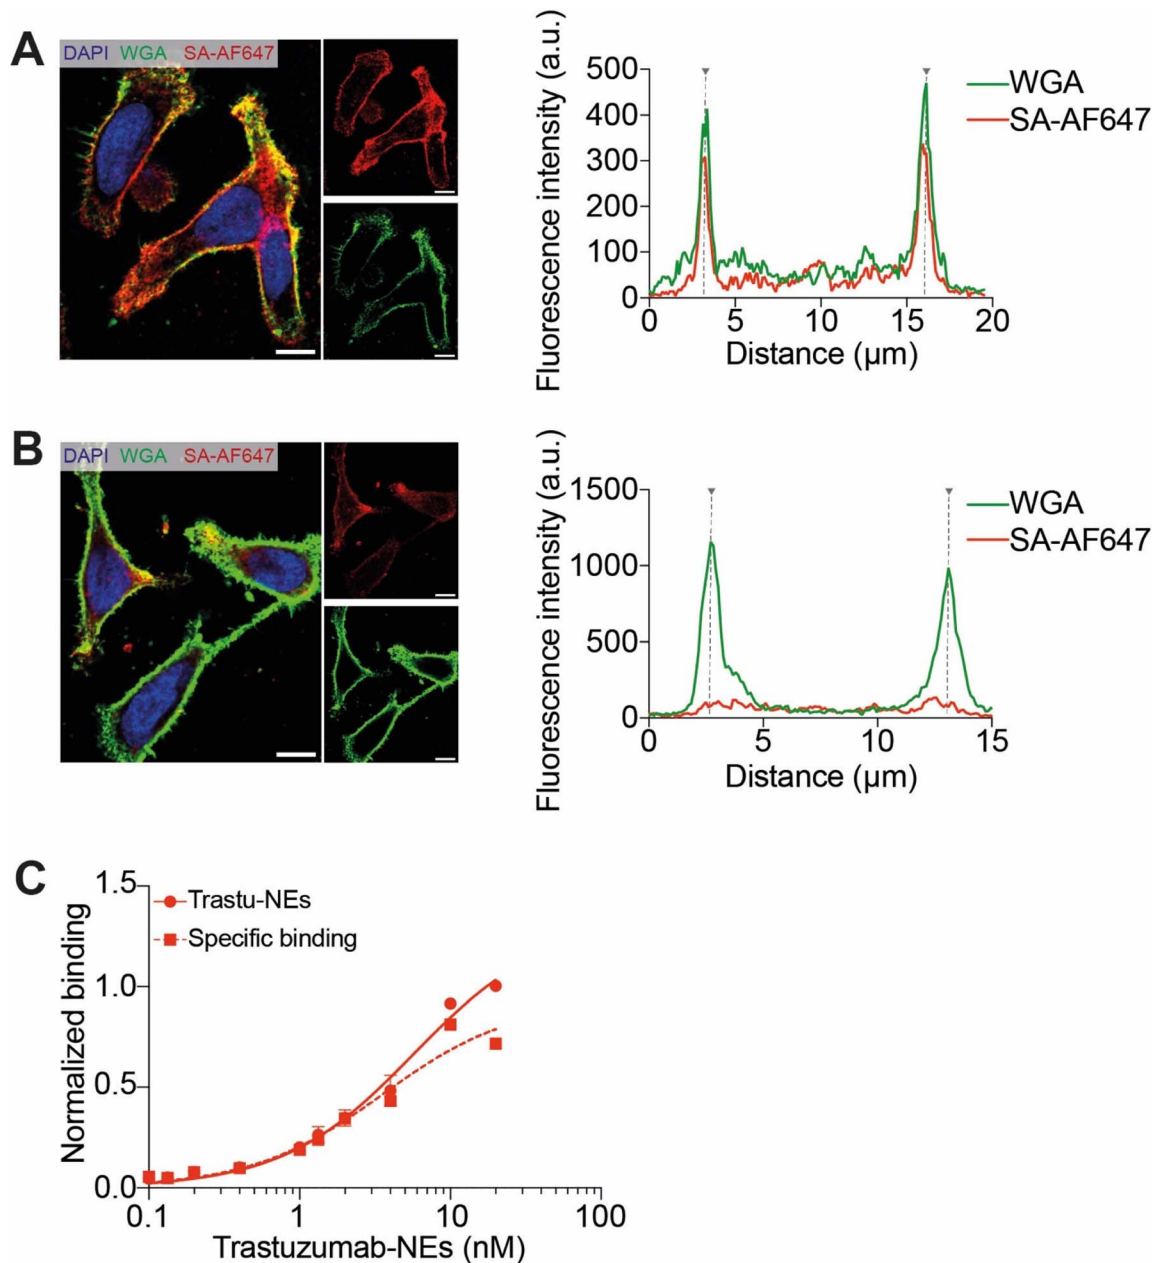 A
DAPI WGA SA-AF647
Fluorescence intensity (a.u.)
500
400
300
200
100
0
0 5 10 15 20
Distance (µm)
WGA
SA-AF647
B
DAPI WGA SA-AF647
Fluorescence intensity (a.u.)
1500
1000
500
0
0 5 10 15
Distance (µm)
WGA
SA-AF647
C
Normalized binding
1.5
1.0
0.5
0.0
Trastu-NEs
Specific binding
0.1 1 10 100
Trastuzumab-NEs (nM)